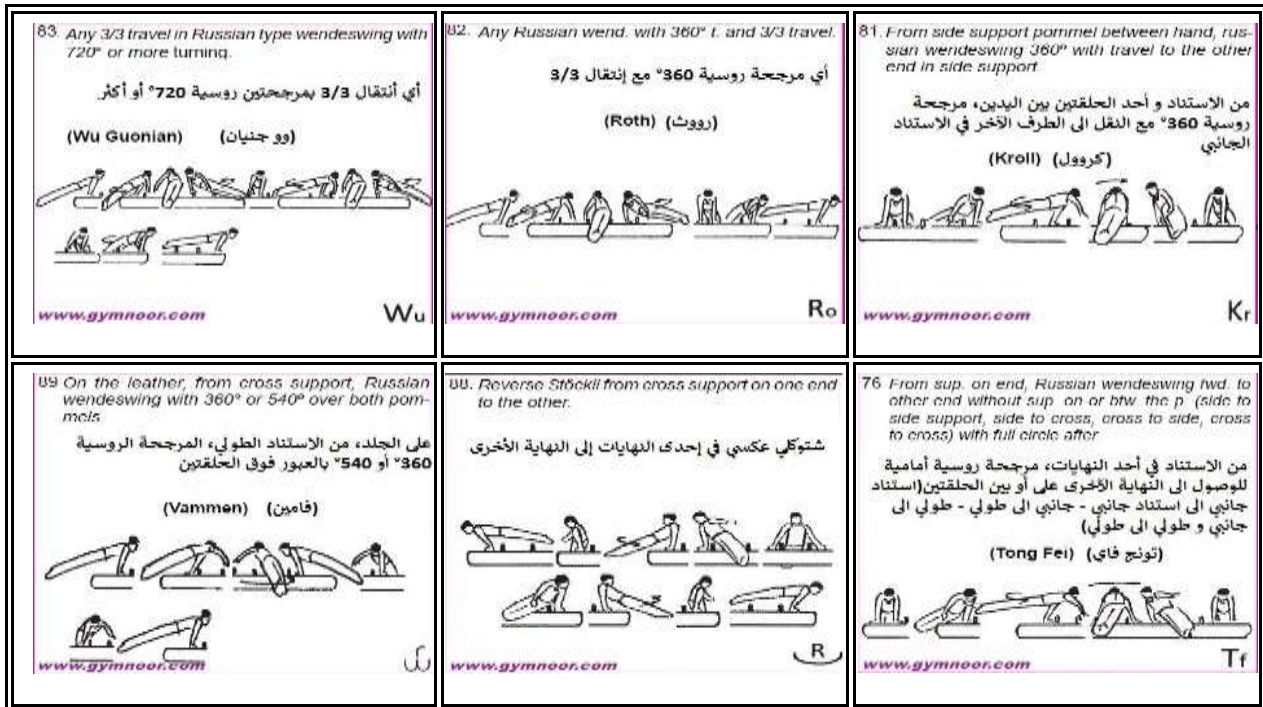 83. Any 3/3 travel in Russian type wendeswing with
720° or more turning.
أي أنتقال 3/3 بمرجحتين روسية 720° أو أكثر
(Wu Guonian) (وو جنيان)
www.gymnoor.com
Wu
82. Any Russian wend. with 360° t. and 3/3 travel.
أي مرجحة روسية 360° مع إنتقال 3/3
(Roth) (رووث)
www.gymnoor.com
Ro
81. From side support pommel between hand, rus-
sian wendeswing 360° with travel to the other
end in side support
من الاستناد و أحد الحلقتين بين اليدين، مرجحة
روسية 360° مع النقل الى الطرف الآخر في الاستناد
الجانبي
(Kroll) (كروول)
www.gymnoor.com
Kr
89 On the leather, from cross support, Russian
wendeswing with 360° or 540° over both pom-
mels
على الجلد، من الاستناد الطولي، المرجحة الروسية
360° أو 540° بالعبور فوق الحلقتين
(Vammen) (فامين)
www.gymnoor.com
88. Reverse Stöckli from cross support on one end
to the other.
شتوكلي عكسي في إحدى النهايات إلى النهاية الأخرى
www.gymnoor.com
R
76 From sup. on end, Russian wendeswing fwd. to
other end without sup. on or btw. the p. (side to
side support, side to cross, cross to side, cross
to cross) with full circle after
من الاستناد في أحد النهايات، مرجحة روسية أمامية
للوصول الى النهاية الأخرى على أو بين الحلقتين(استناد
جانبي الى استناد جانبي - جانبي الى طولي - طولي الى
جانبي و طولي الى طولي)
(Tong Fei) (تونج فاي)
www.gymnoor.com
Tf